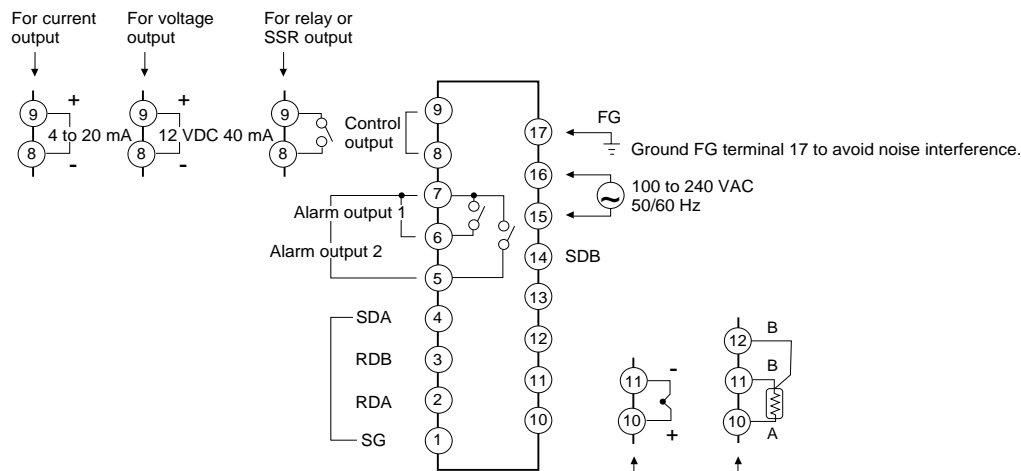 For current
output
For voltage
output
For relay or
SSR output
9
+
4 to 20 mA
8
-
9
+
12 VDC 40 mA
8
-
9
8
Control
output
9
8
7
Alarm output 1
6
Alarm output 2
5
SDA
4
RDB
3
RDA
2
SG
1
17
FG
Ground FG terminal 17 to avoid noise interference.
16
100 to 240 VAC
50/60 Hz
15
14
SDB
13
12
11
10
11
-
10
+
12
B
11
B
10
A